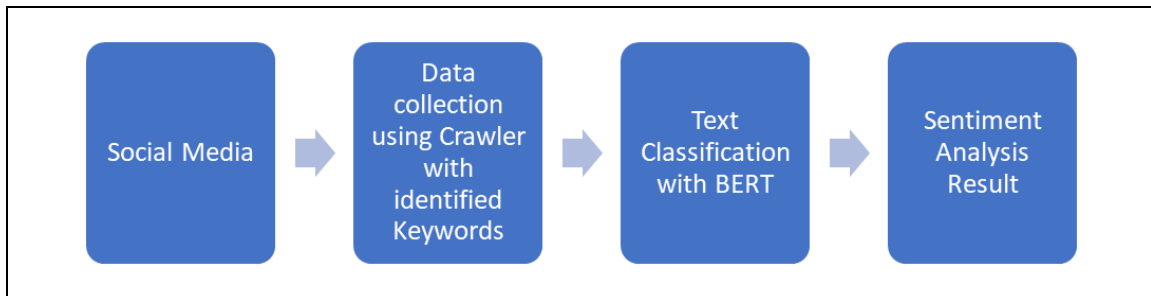 Social Media
Data
collection
using Crawler
with
identified
Keywords
Text
Classification
with BERT
Sentiment
Analysis
Result